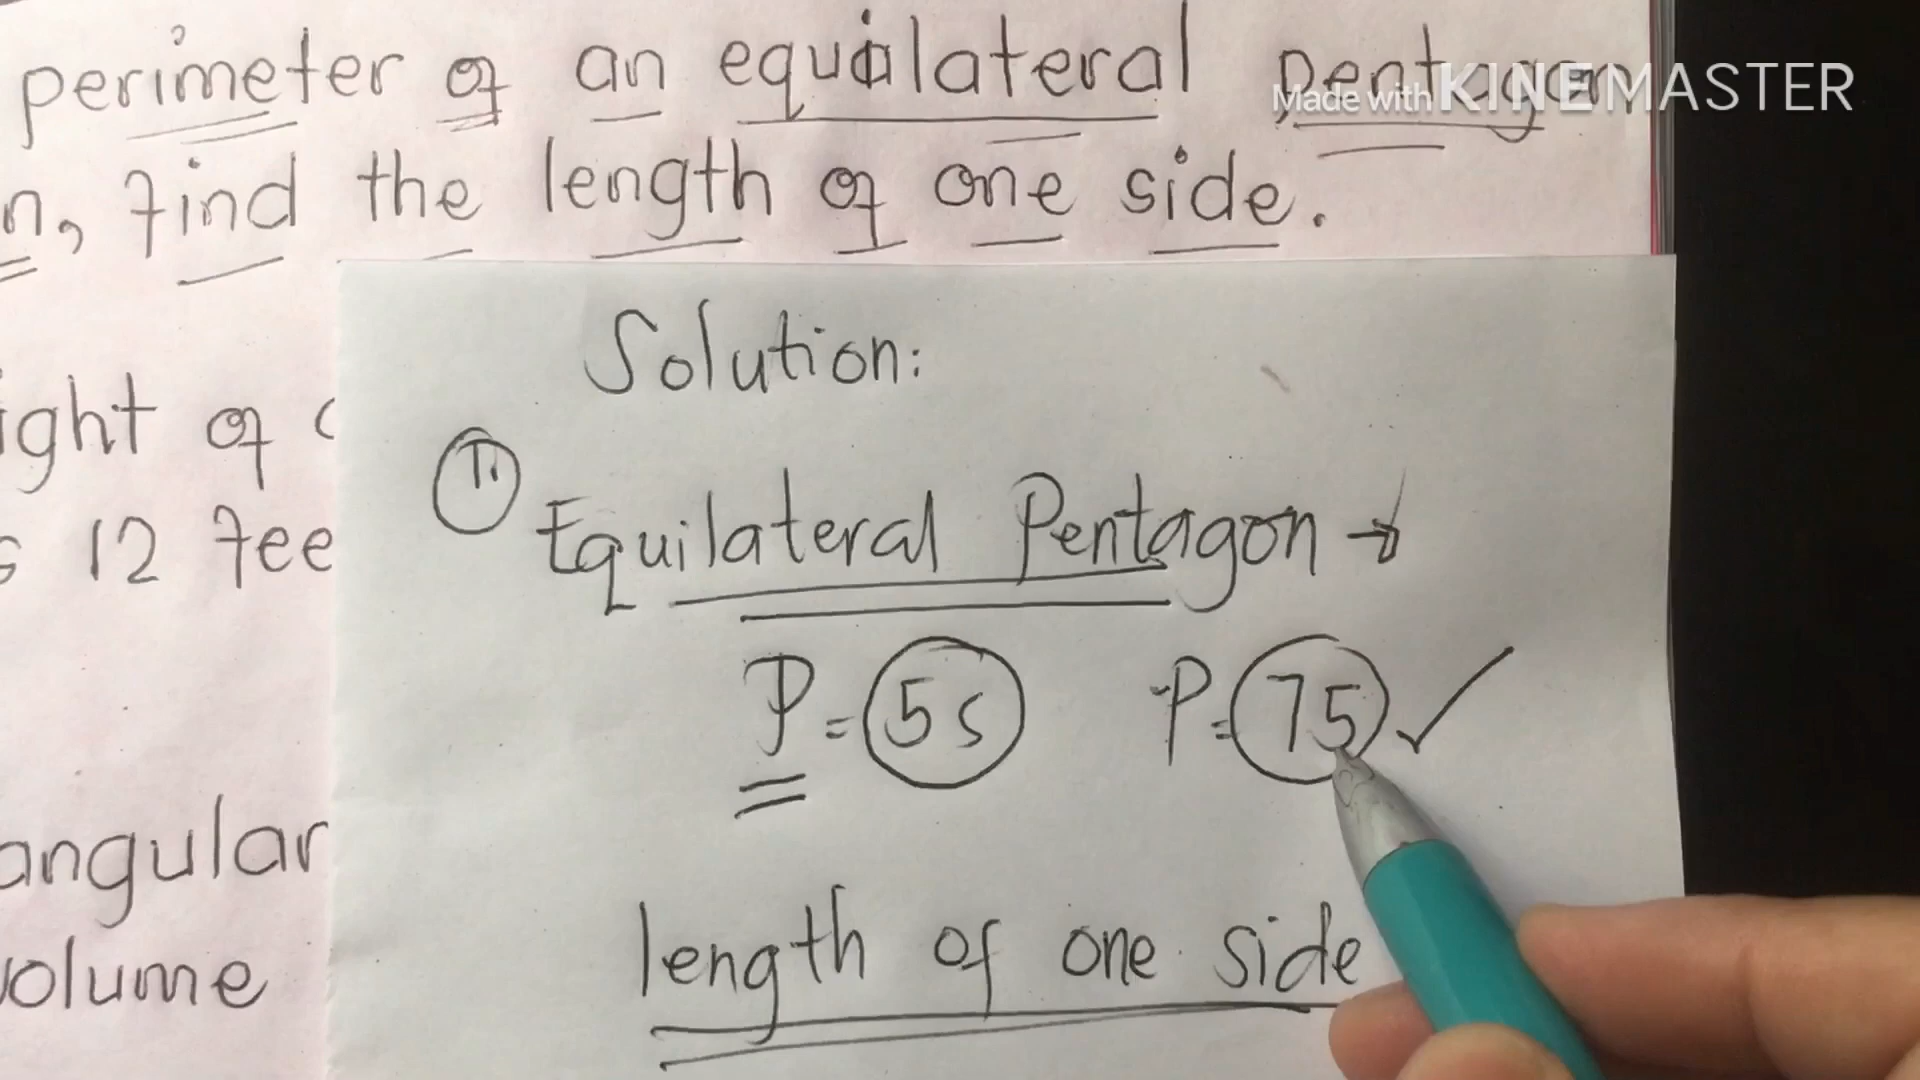 perimeter of an equilateral pentagon
Made with KINEMASTER
n, find the length of one side.
Solution:
ight of
1. Equilateral Pentagon →
s 12 fee
P = 5s P = 75 ✓
angular
length of one side
volume